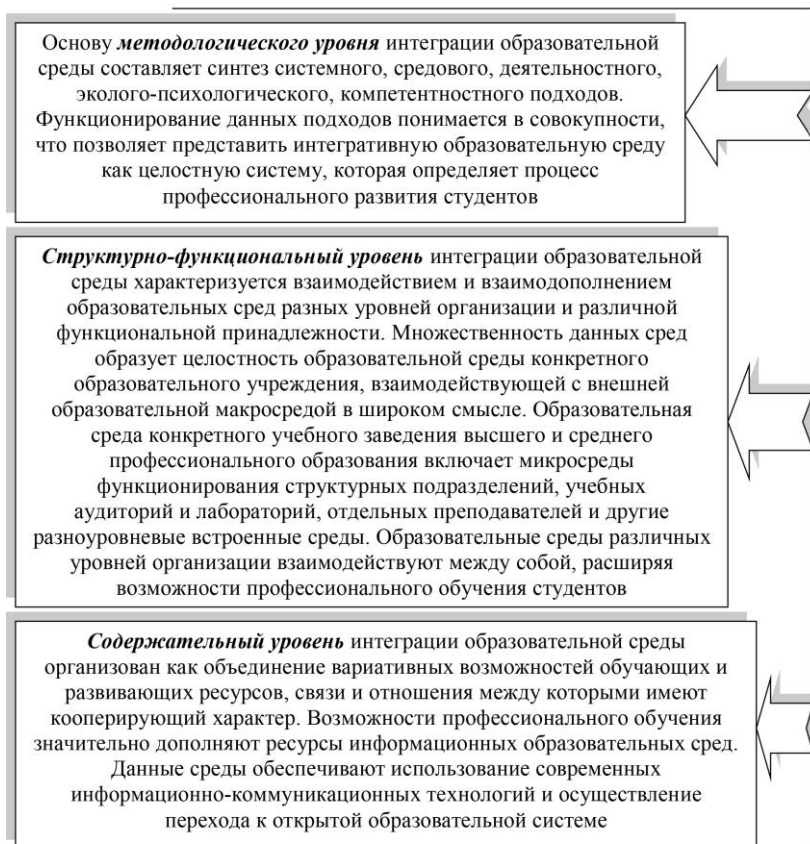 Основу методологического уровня интеграции образовательной
среды составляет синтез системного, средового, деятельностного,
эколого-психологического, компетентностного подходов.
Функционирование данных подходов понимается в совокупности,
что позволяет представить интегративную образовательную среду
как целостную систему, которая определяет процесс
профессионального развития студентов
Структурно-функциональный уровень интеграции образовательной
среды характеризуется взаимодействием и взаимодополнением
образовательных сред разных уровней организации и различной
функциональной принадлежности. Множественность данных сред
образует целостность образовательной среды конкретного
образовательного учреждения, взаимодействующей с внешней
образовательной макросредой в широком смысле. Образовательная
среда конкретного учебного заведения высшего и среднего
профессионального образования включает микросреды
функционирования структурных подразделений, учебных
аудиторий и лабораторий, отдельных преподавателей и другие
разноуровневые встроенные среды. Образовательные среды различных
уровней организации взаимодействуют между собой, расширяя
возможности профессионального обучения студентов
Содержательный уровень интеграции образовательной среды
организован как объединение вариативных возможностей обучающих и
развивающих ресурсов, связи и отношения между которыми имеют
кооперирующий характер. Возможности профессионального обучения
значительно дополняют ресурсы информационных образовательных сред.
Данные среды обеспечивают использование современных
информационно-коммуникационных технологий и осуществление
перехода к открытой образовательной системе